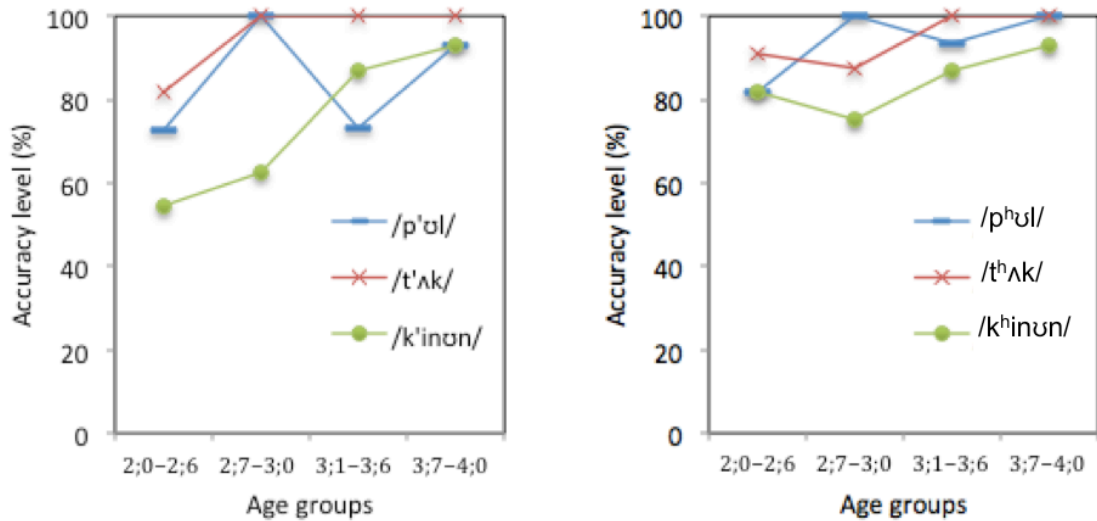 Accuracy level (%)
100
80
60
40
20
0
/p'ʊl/
/t'ʌk/
/k'inʊn/
2;0–2;6 2;7–3;0 3;1–3;6 3;7–4;0
Age groups
Accuracy level (%)
100
80
60
40
20
0
/pʰʊl/
/tʰʌk/
/kʰinʊn/
2;0–2;6 2;7–3;0 3;1–3;6 3;7–4;0
Age groups